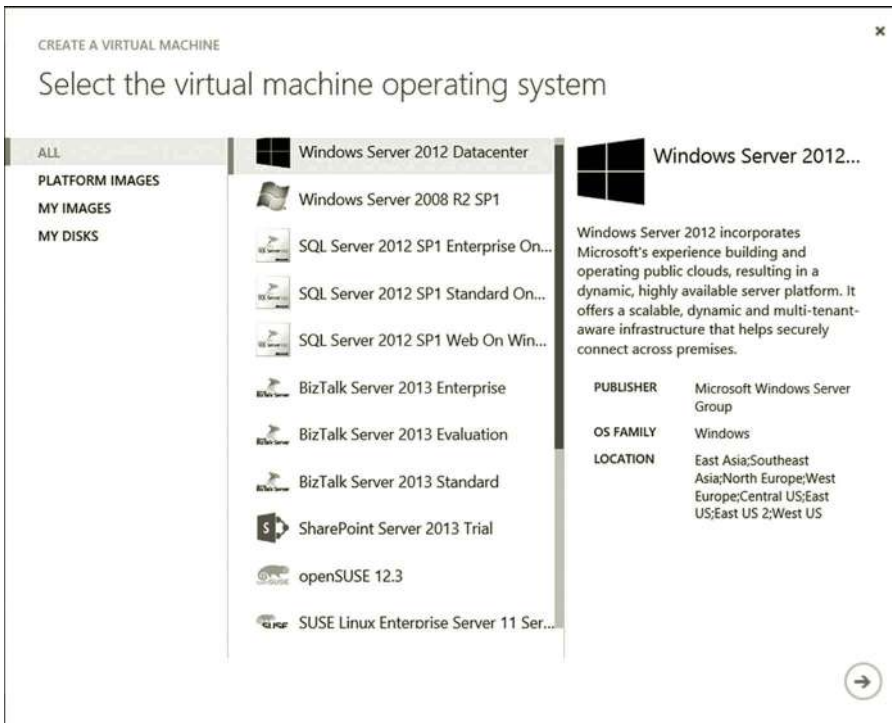 CREATE A VIRTUAL MACHINE
Select the virtual machine operating system
ALL
PLATFORM IMAGES
MY IMAGES
MY DISKS
Windows Server 2012 Datacenter
Windows Server 2008 R2 SP1
SQL Server 2012 SP1 Enterprise On...
SQL Server 2012 SP1 Standard On...
SQL Server 2012 SP1 Web On Win...
BizTalk Server 2013 Enterprise
BizTalk Server 2013 Evaluation
BizTalk Server 2013 Standard
SharePoint Server 2013 Trial
openSUSE 12.3
SUSE Linux Enterprise Server 11 Ser...
Windows Server 2012...
Windows Server 2012 incorporates
Microsoft's experience building and
operating public clouds, resulting in a
dynamic, highly available server platform. It
offers a scalable, dynamic and multi-tenant-
aware infrastructure that helps securely
connect across premises.
PUBLISHER Microsoft Windows Server
Group
OS FAMILY Windows
LOCATION East Asia;Southeast
Asia;North Europe;West
Europe;Central US;East
US;East US 2;West US